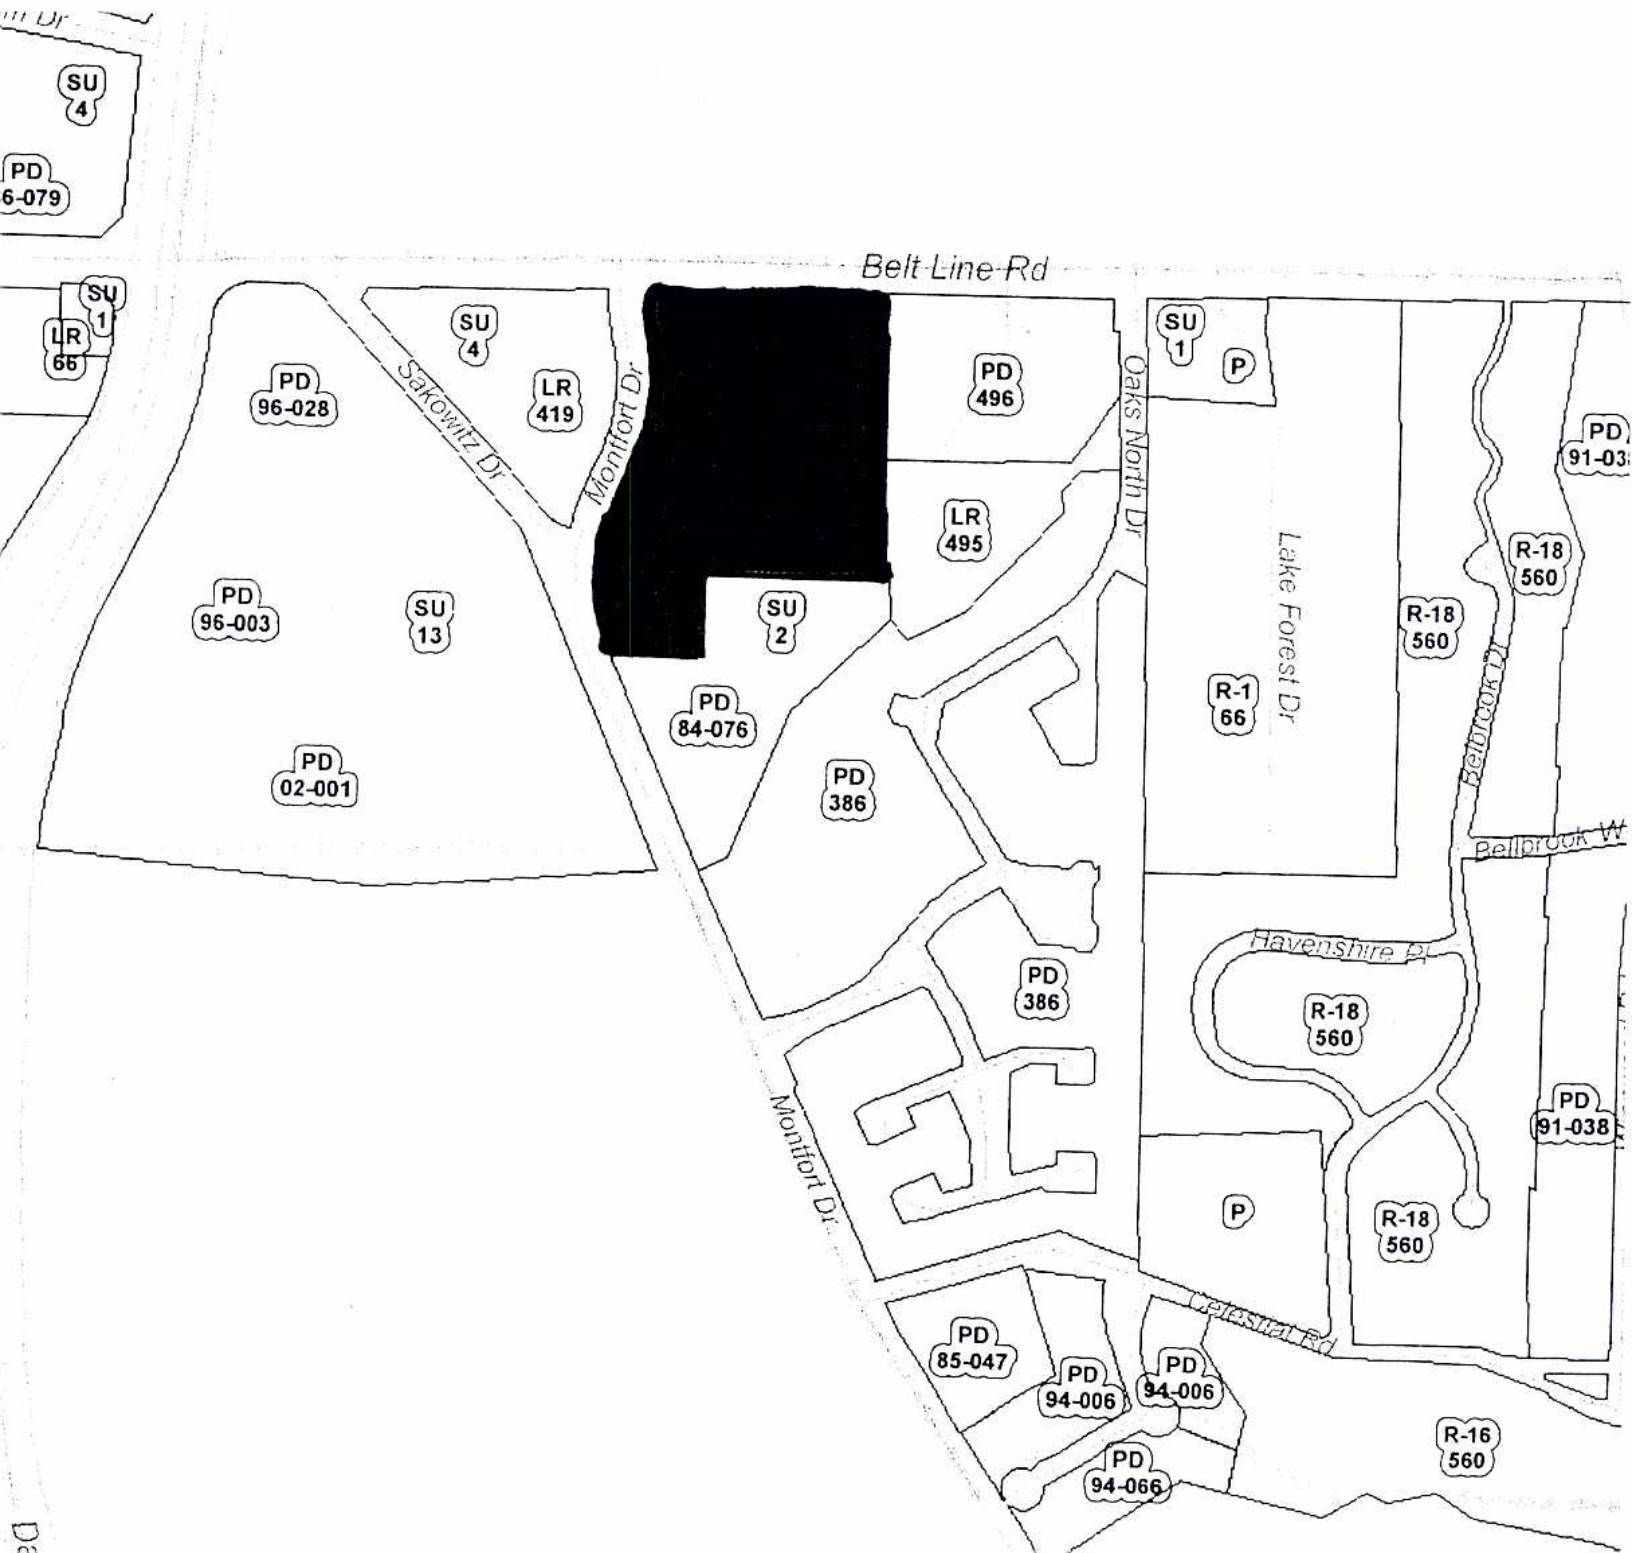 SU
4
PD
6-079
Belt Line Rd
SU
1
LR
66
PD
96-028
Sakowitz Dr
SU
4
LR
419
Montfort Dr
PD
496
Oaks North Dr
SU
1
P
PD
91-03
LR
495
Lake Forest Dr
R-18
560
R-18
560
PD
96-003
SU
13
SU
2
R-1
66
Belbrook Dr
PD
84-076
PD
02-001
PD
386
Bellbrook W
Havenshire Pl
PD
386
R-18
560
PD
91-038
Montfort Dr
P
R-18
560
Celestial Rd
PD
85-047
PD
94-006
PD
94-006
R-16
560
PD
94-066
Da